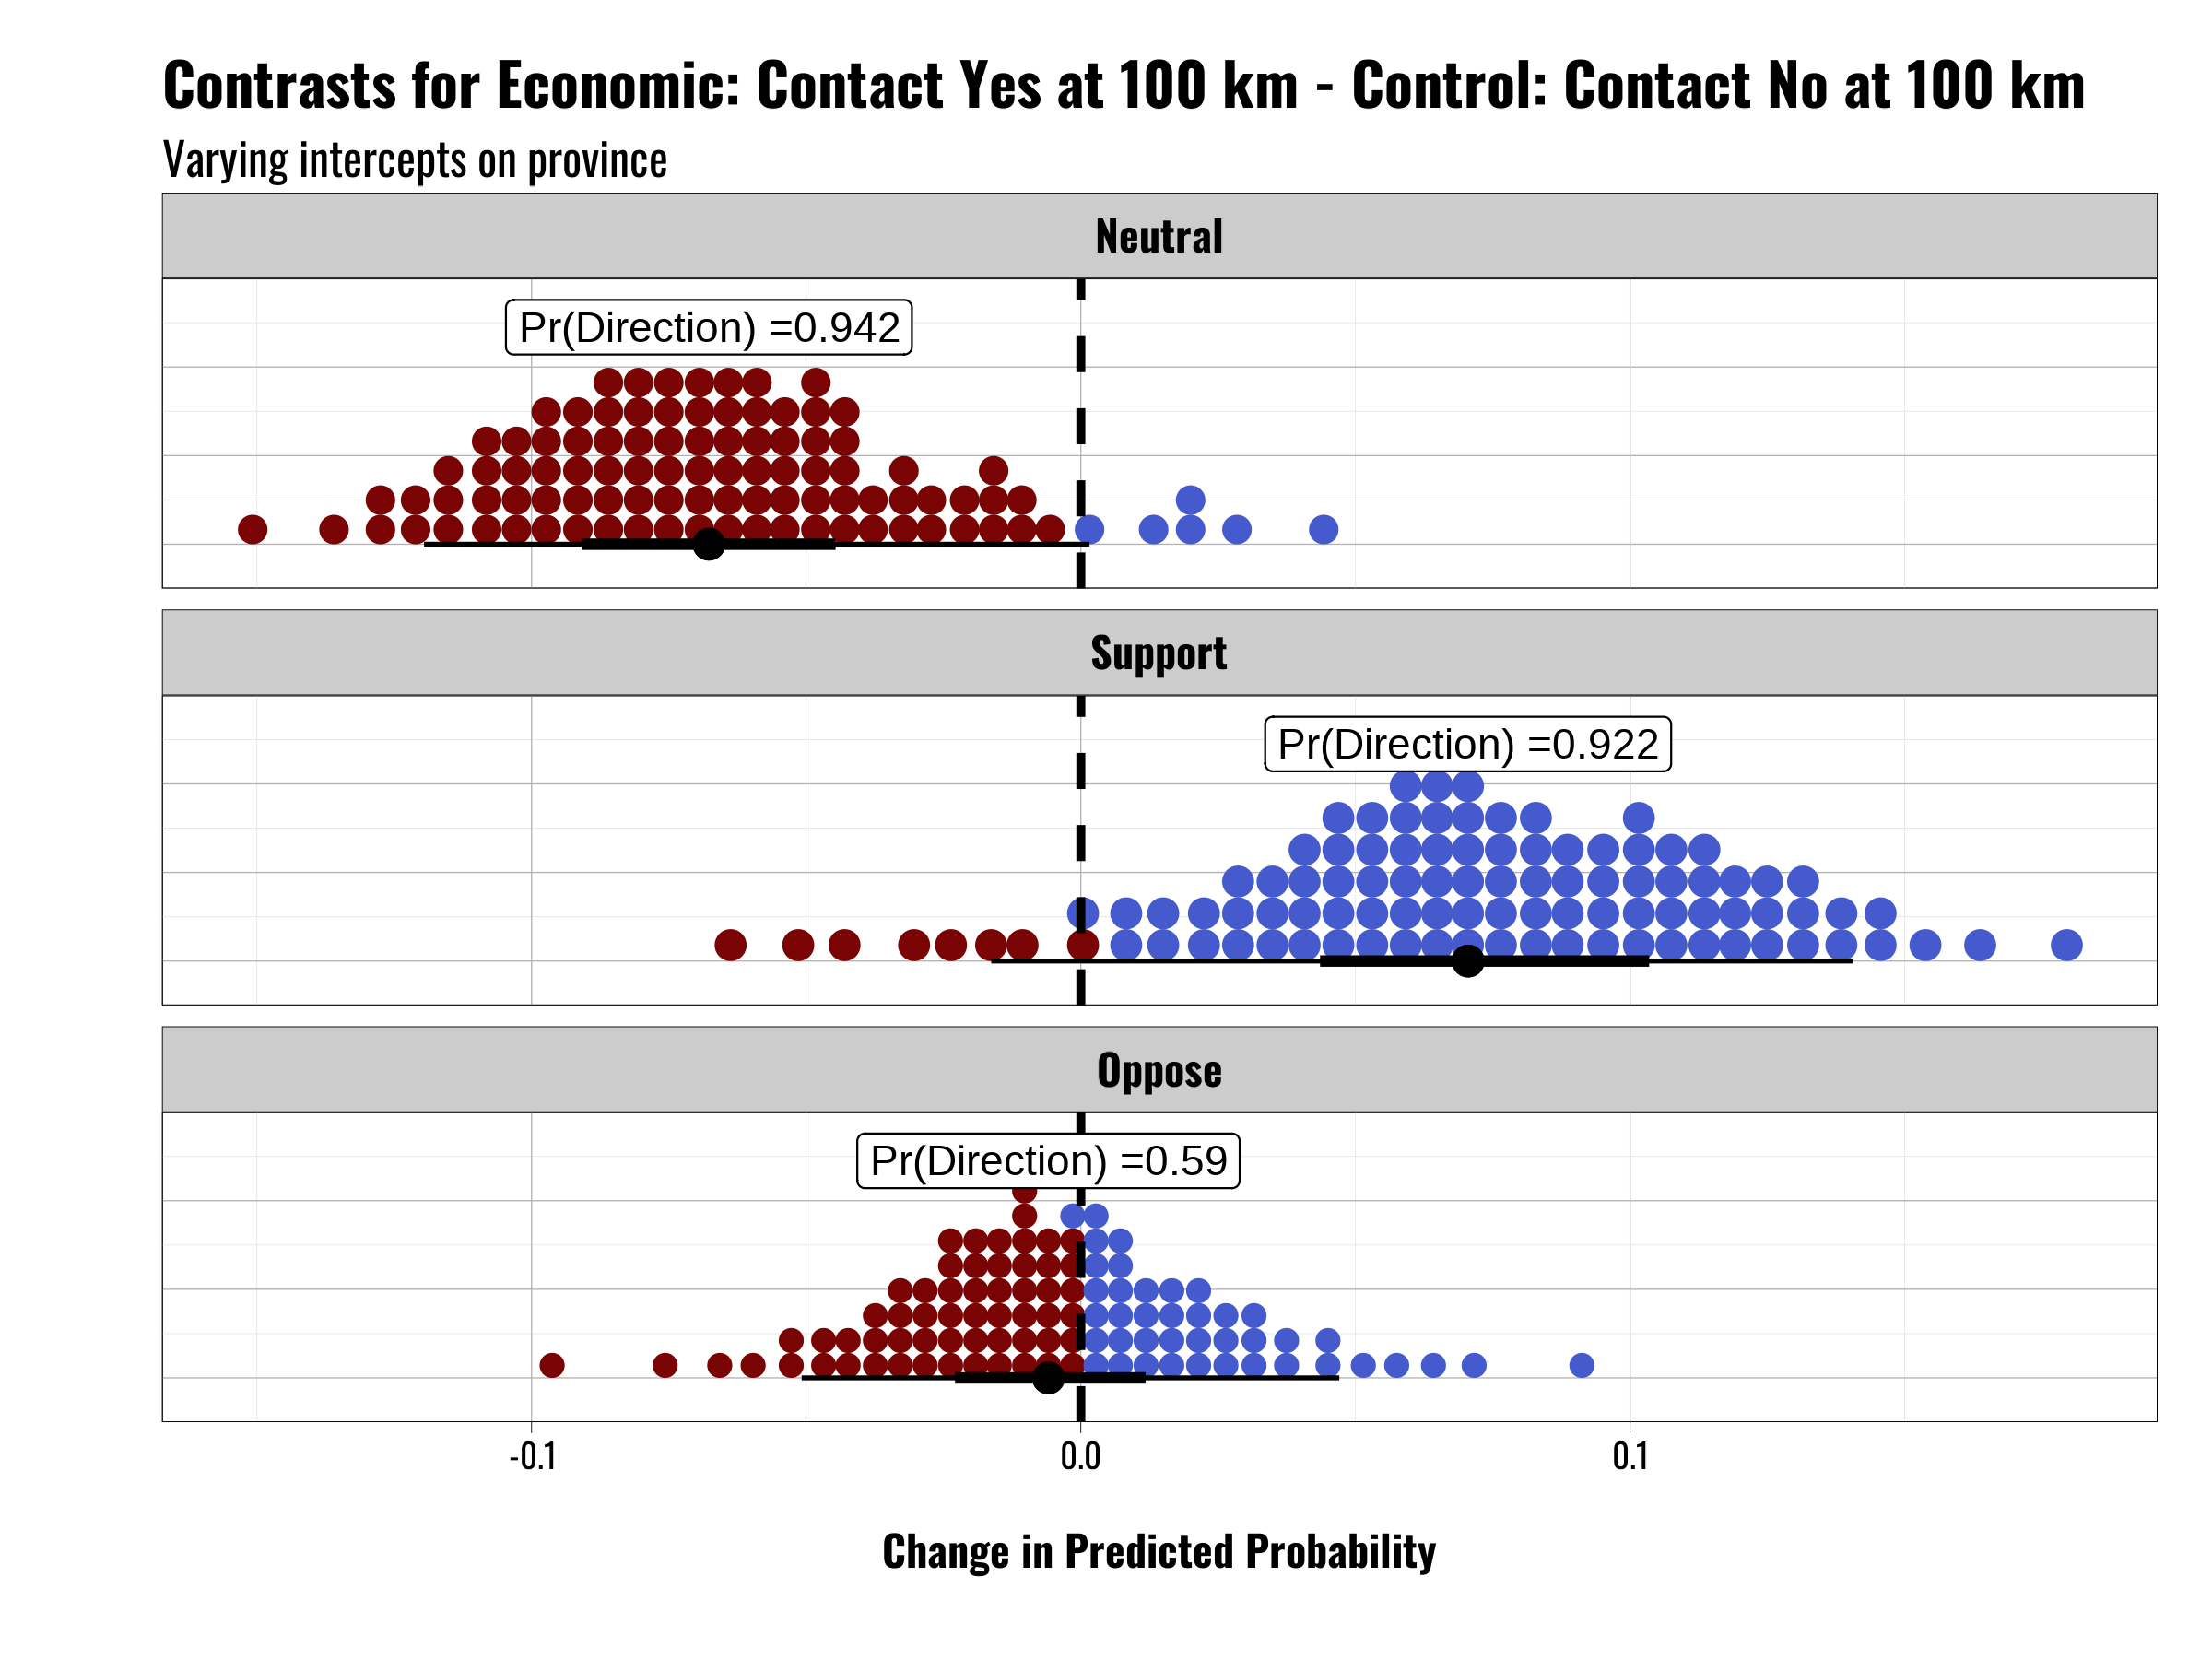 Contrasts for Economic: Contact Yes at 100 km - Control: Contact No at 100 km
Varying intercepts on province
Neutral
Pr(Direction) =0.942
Support
Pr(Direction) =0.922
Oppose
Pr(Direction) =0.59
-0.1 0.0 0.1
Change in Predicted Probability